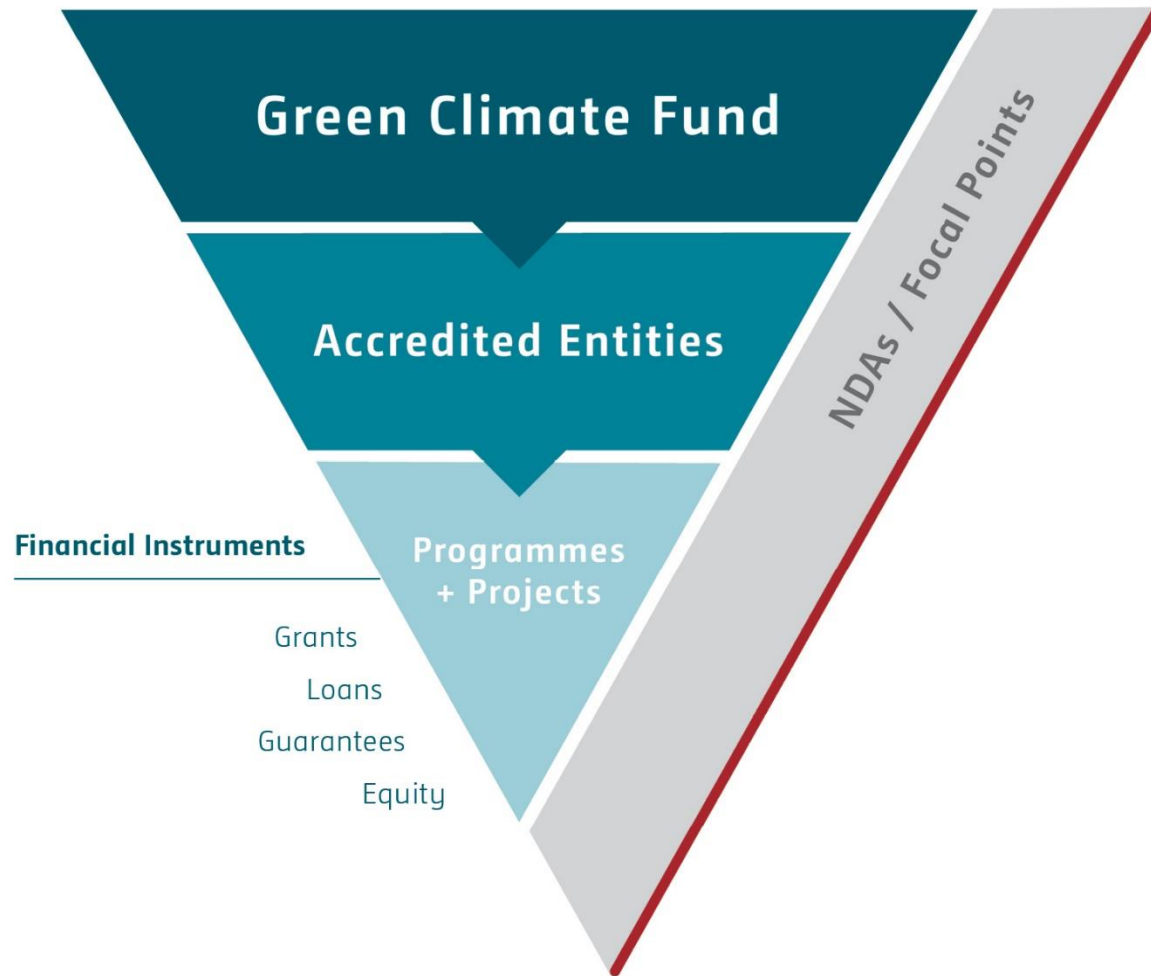 Green Climate Fund
NDAs / Focal Points
Accredited Entities
Programmes
+ Projects
Financial Instruments
Grants
Loans
Guarantees
Equity